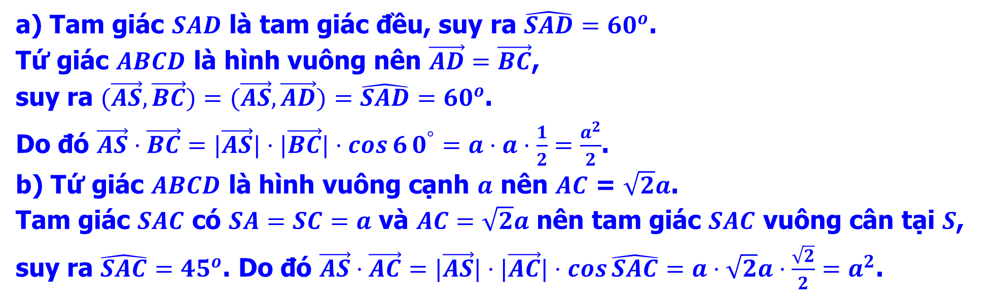 a) Tam giác $SAD$ là tam giác đều, suy ra $\widehat{SAD} = 60^o$.
Tứ giác $ABCD$ là hình vuông nên $\overrightarrow{AD} = \overrightarrow{BC}$,
suy ra $(\overrightarrow{AS}, \overrightarrow{BC}) = (\overrightarrow{AS}, \overrightarrow{AD}) = \widehat{SAD} = 60^o$.
Do đó $\overrightarrow{AS} \cdot \overrightarrow{BC} = |\overrightarrow{AS}| \cdot |\overrightarrow{BC}| \cdot cos 6 0^\circ = a \cdot a \cdot \frac{1}{2} = \frac{a^2}{2}$.
b) Tứ giác $ABCD$ là hình vuông cạnh $a$ nên $AC = \sqrt{2}a$.
Tam giác $SAC$ có $SA = SC = a$ và $AC = \sqrt{2}a$ nên tam giác $SAC$ vuông cân tại $S$,
suy ra $\widehat{SAC} = 45^o$. Do đó $\overrightarrow{AS} \cdot \overrightarrow{AC} = |\overrightarrow{AS}| \cdot |\overrightarrow{AC}| \cdot cos \widehat{SAC} = a \cdot \sqrt{2}a \cdot \frac{\sqrt{2}}{2} = a^2$.